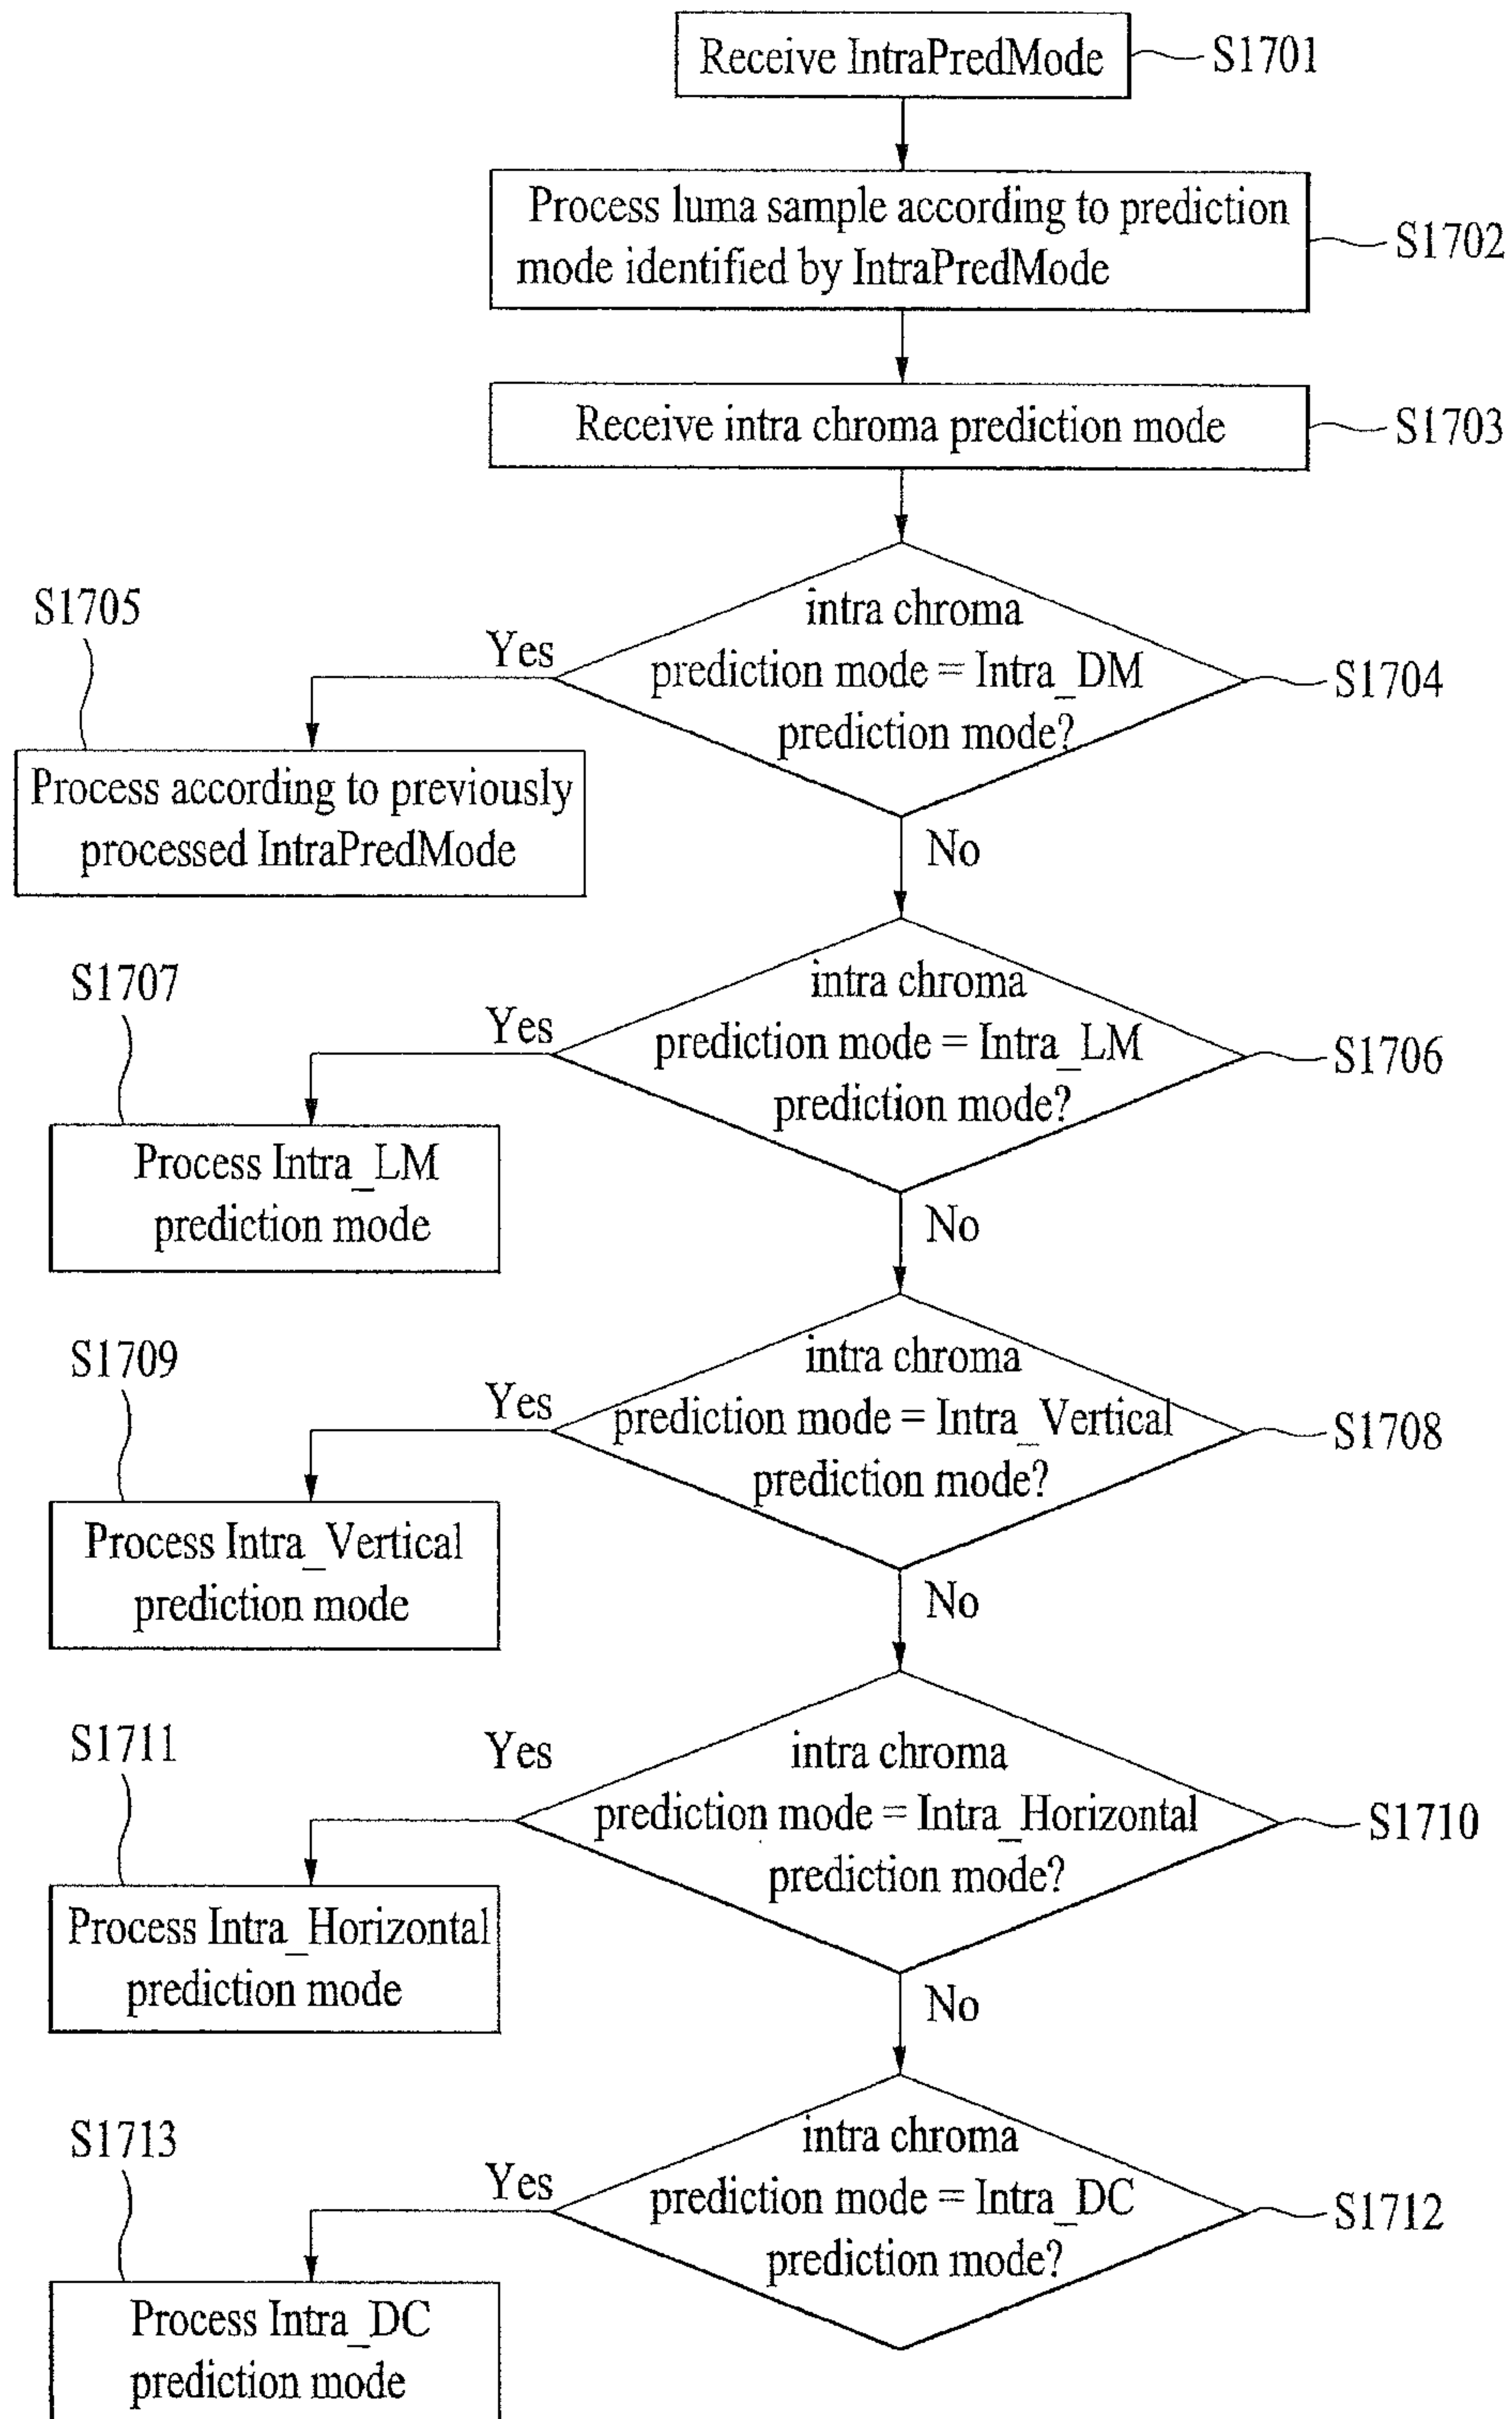 Receive IntraPredMode
S1701
Process luma sample according to prediction
mode identified by IntraPredMode
S1702
Receive intra chroma prediction mode
S1703
intra chroma
prediction mode = Intra_DM
prediction mode?
S1704
Yes
S1705
Process according to previously
processed IntraPredMode
No
intra chroma
prediction mode = Intra_LM
prediction mode?
S1706
Yes
S1707
Process Intra_LM
prediction mode
No
intra chroma
prediction mode = Intra_Vertical
prediction mode?
S1708
Yes
S1709
Process Intra_Vertical
prediction mode
No
intra chroma
prediction mode = Intra_Horizontal
prediction mode?
S1710
Yes
S1711
Process Intra_Horizontal
prediction mode
No
intra chroma
prediction mode = Intra_DC
prediction mode?
S1712
Yes
S1713
Process Intra_DC
prediction mode